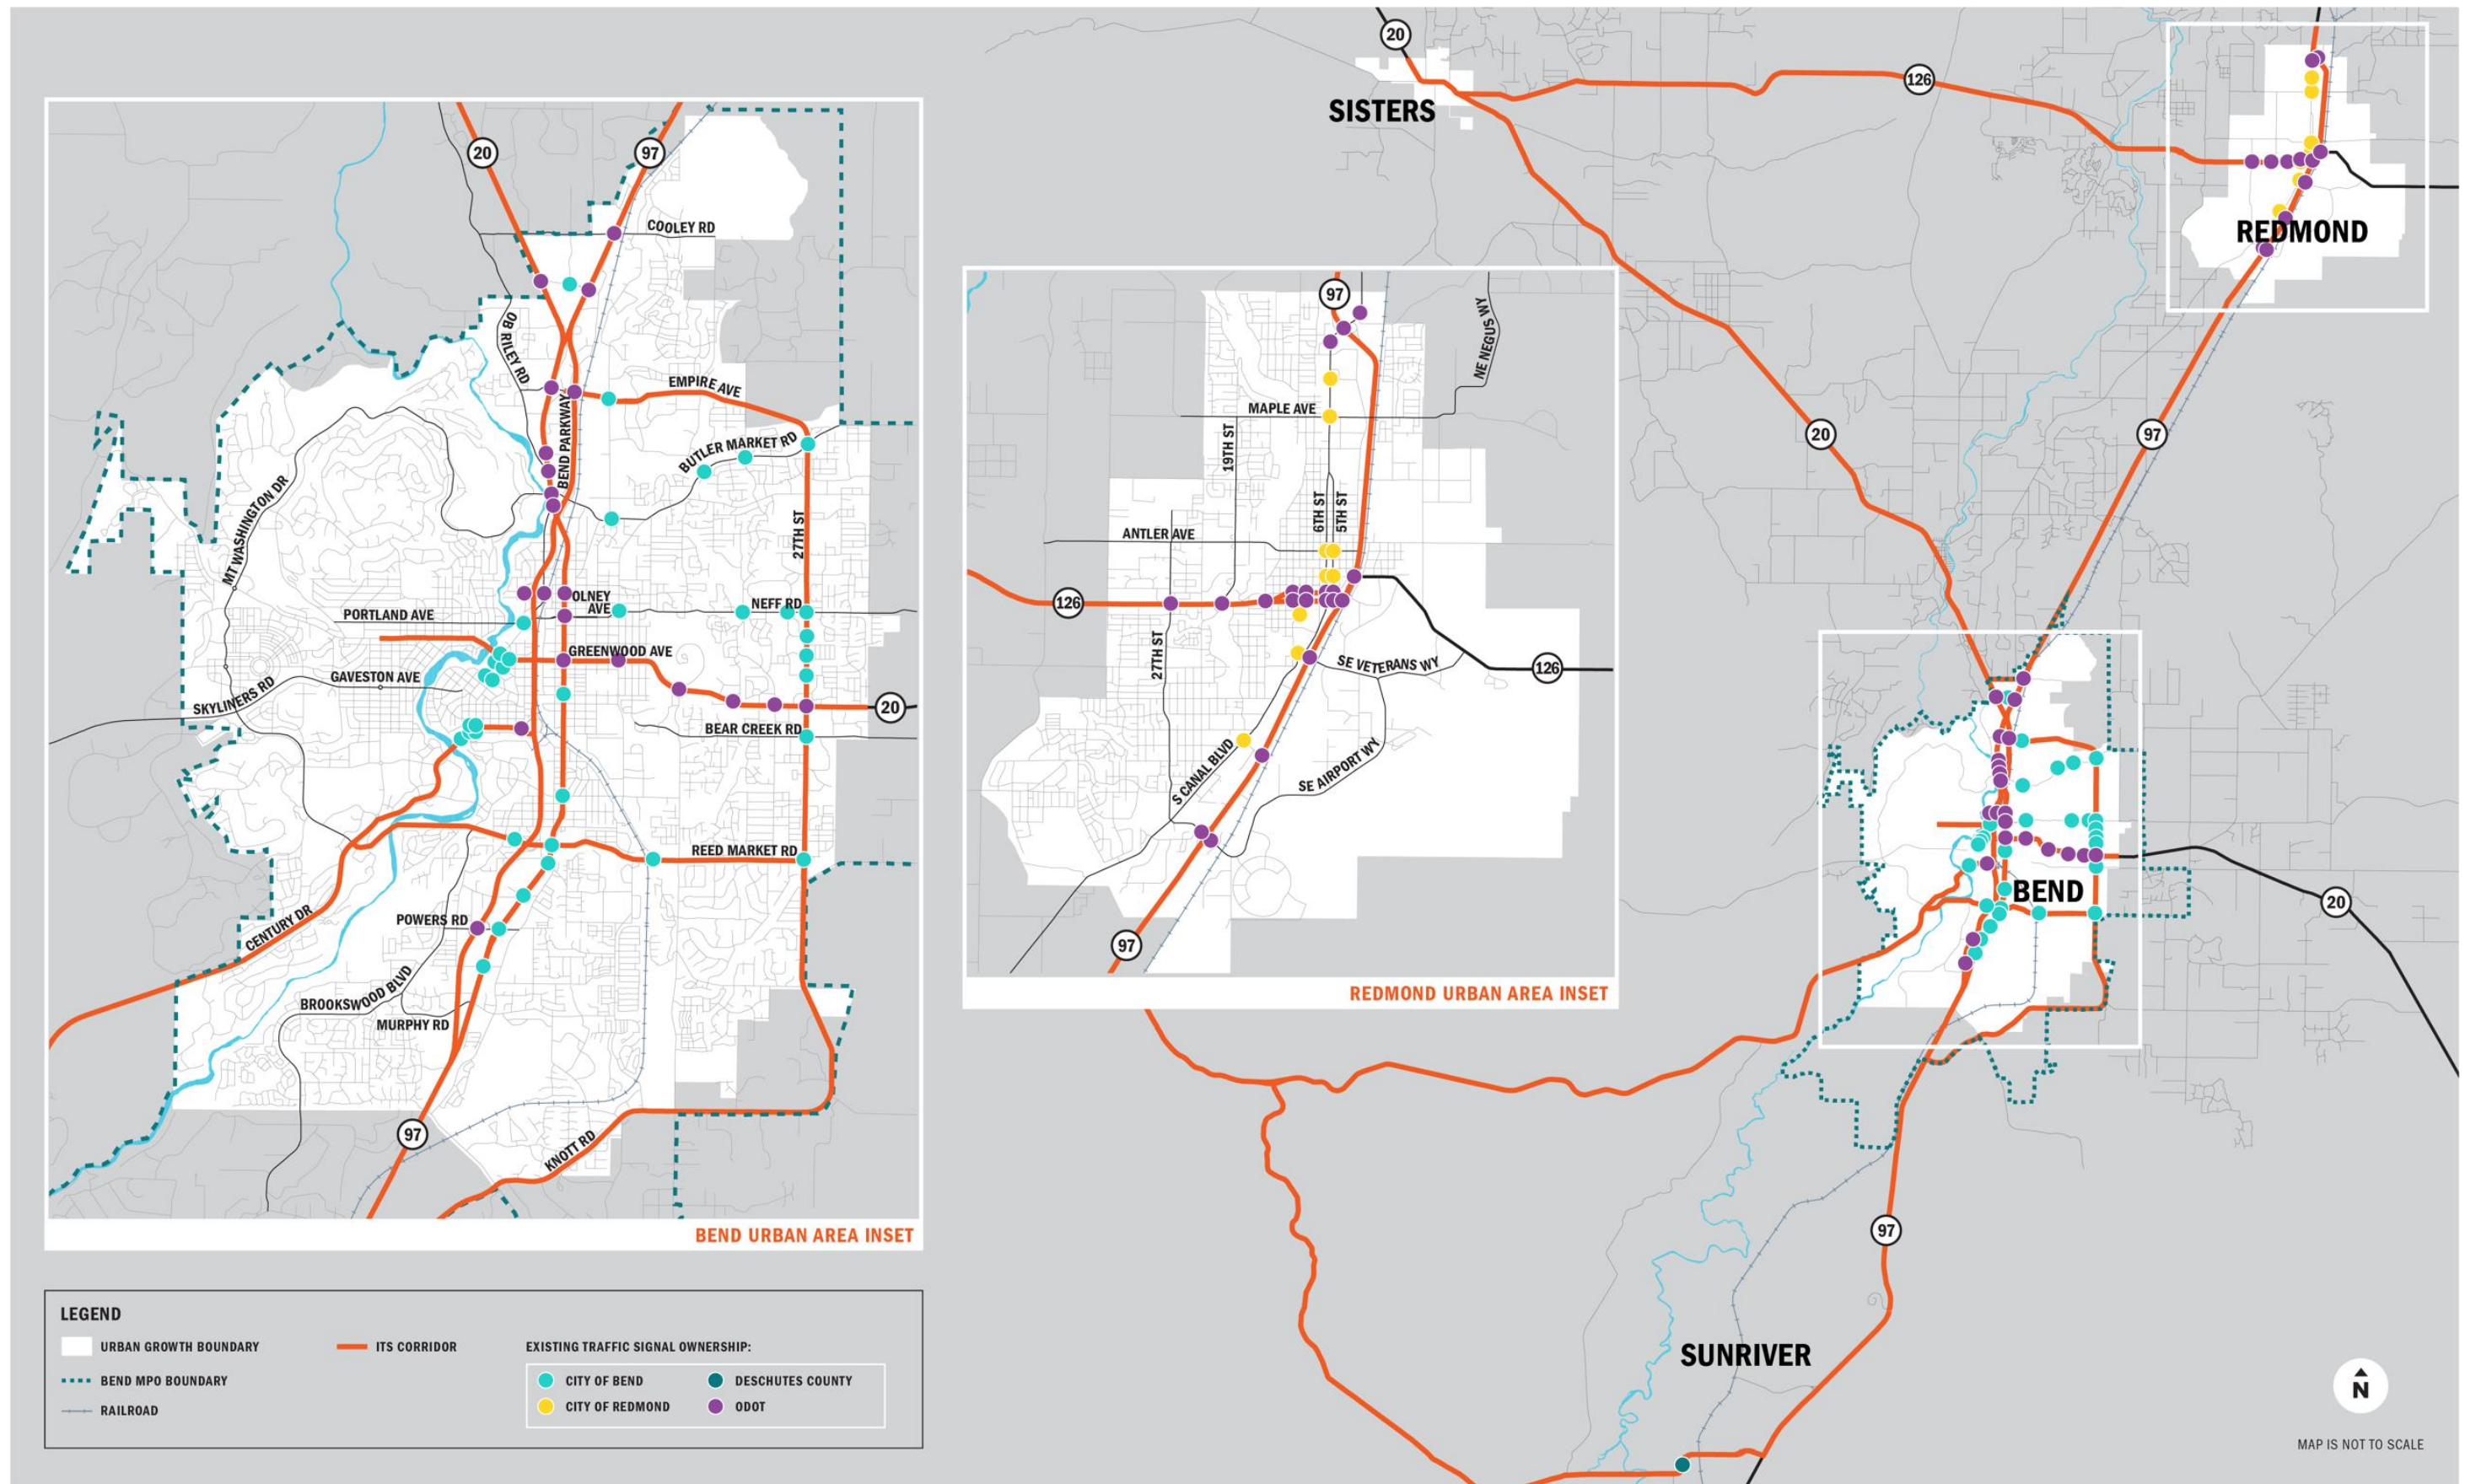 20
SISTERS
126
REDMOND
20
97
BEND
20
97
SUNRIVER
N
MAP IS NOT TO SCALE
20
97
COOLEY RD
OB RILEY RD
EMPIRE AVE
BEND PARKWAY
BUTLER MARKET RD
MT WASHINGTON DR
27TH ST
OLNEY
AVE
NEFF RD
PORTLAND AVE
GREENWOOD AVE
GAVESTON AVE
SKYLINERS RD
20
BEAR CREEK RD
REED MARKET RD
CENTURY DR
POWERS RD
BROOKSWOOD BLVD
MURPHY RD
97
KNOTT RD
BEND URBAN AREA INSET
97
NE NEGUS WY
MAPLE AVE
19TH ST
6TH ST
5TH ST
ANTLER AVE
126
27TH ST
SE VETERANS WY
126
S CANAL BLVD
SE AIRPORT WY
97
REDMOND URBAN AREA INSET
LEGEND
URBAN GROWTH BOUNDARY
BEND MPO BOUNDARY
RAILROAD
ITS CORRIDOR
EXISTING TRAFFIC SIGNAL OWNERSHIP:
CITY OF BEND
CITY OF REDMOND
DESCHUTES COUNTY
ODOT